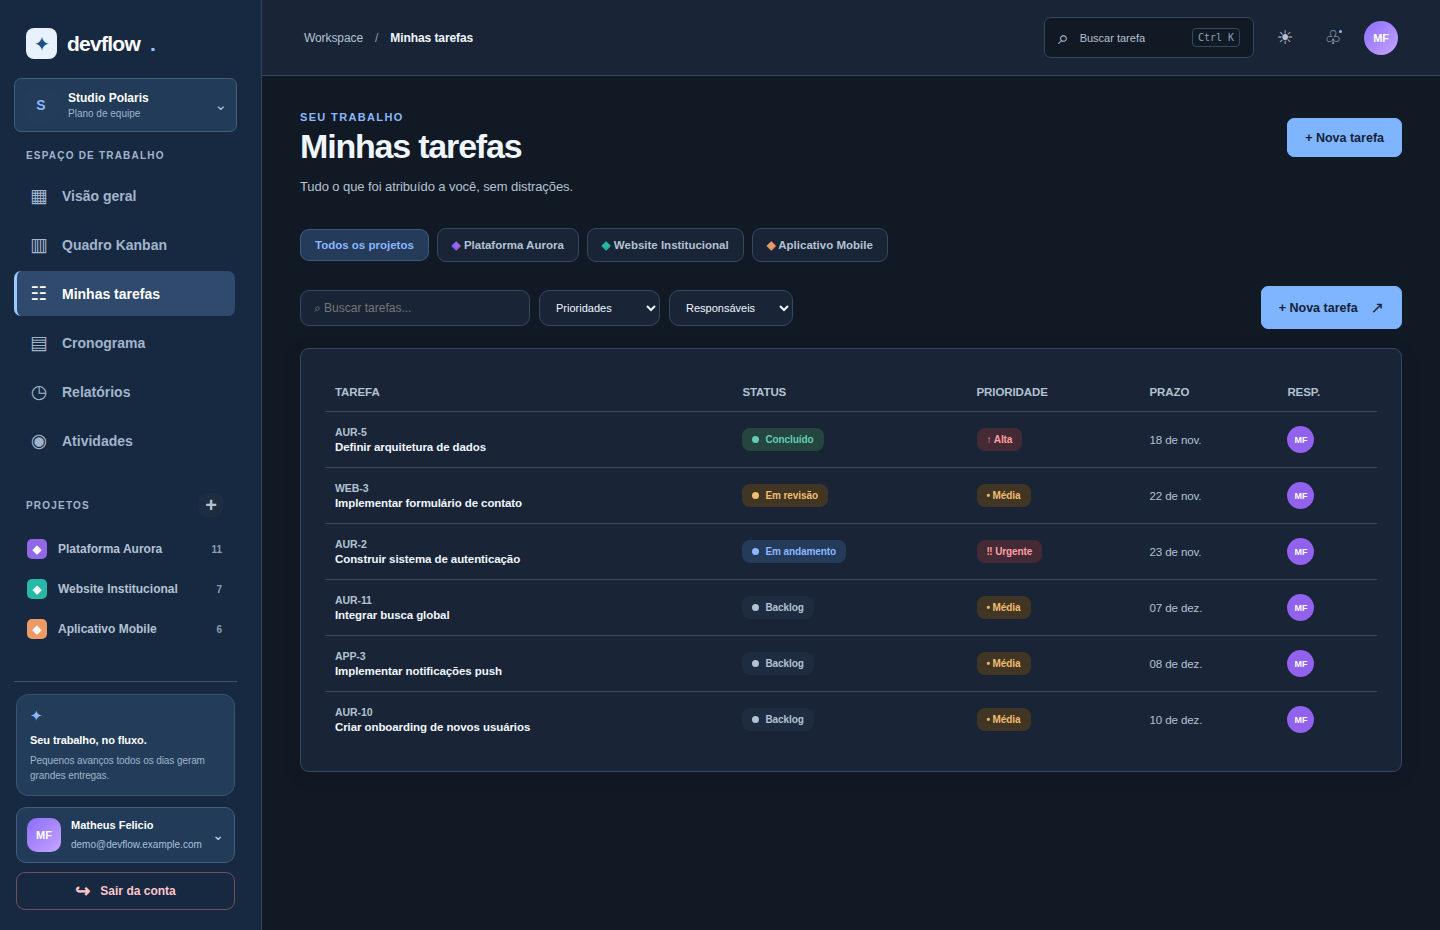 devflow.
S
Studio Polaris
Plano de equipe
ESPAÇO DE TRABALHO
Visão geral
Quadro Kanban
Minhas tarefas
Cronograma
Relatórios
Atividades
PROJETOS
+
Plataforma Aurora 11
Website Institucional 7
Aplicativo Mobile 6
Seu trabalho, no fluxo.
Pequenos avanços todos os dias geram
grandes entregas.
MF
Matheus Felicio
demo@devflow.example.com
Sair da conta
Workspace / Minhas tarefas
Buscar tarefa
Ctrl K
MF
SEU TRABALHO
Minhas tarefas
Tudo o que foi atribuído a você, sem distrações.
+ Nova tarefa
Todos os projetos
Plataforma Aurora
Website Institucional
Aplicativo Mobile
Buscar tarefas...
Prioridades
Responsáveis
+ Nova tarefa ↗
TAREFA STATUS PRIORIDADE PRAZO RESP.
AUR-5
Definir arquitetura de dados
Concluído
↑ Alta
18 de nov.
MF
WEB-3
Implementar formulário de contato
Em revisão
• Média
22 de nov.
MF
AUR-2
Construir sistema de autenticação
Em andamento
!! Urgente
23 de nov.
MF
AUR-11
Integrar busca global
Backlog
• Média
07 de dez.
MF
APP-3
Implementar notificações push
Backlog
• Média
08 de dez.
MF
AUR-10
Criar onboarding de novos usuários
Backlog
• Média
10 de dez.
MF